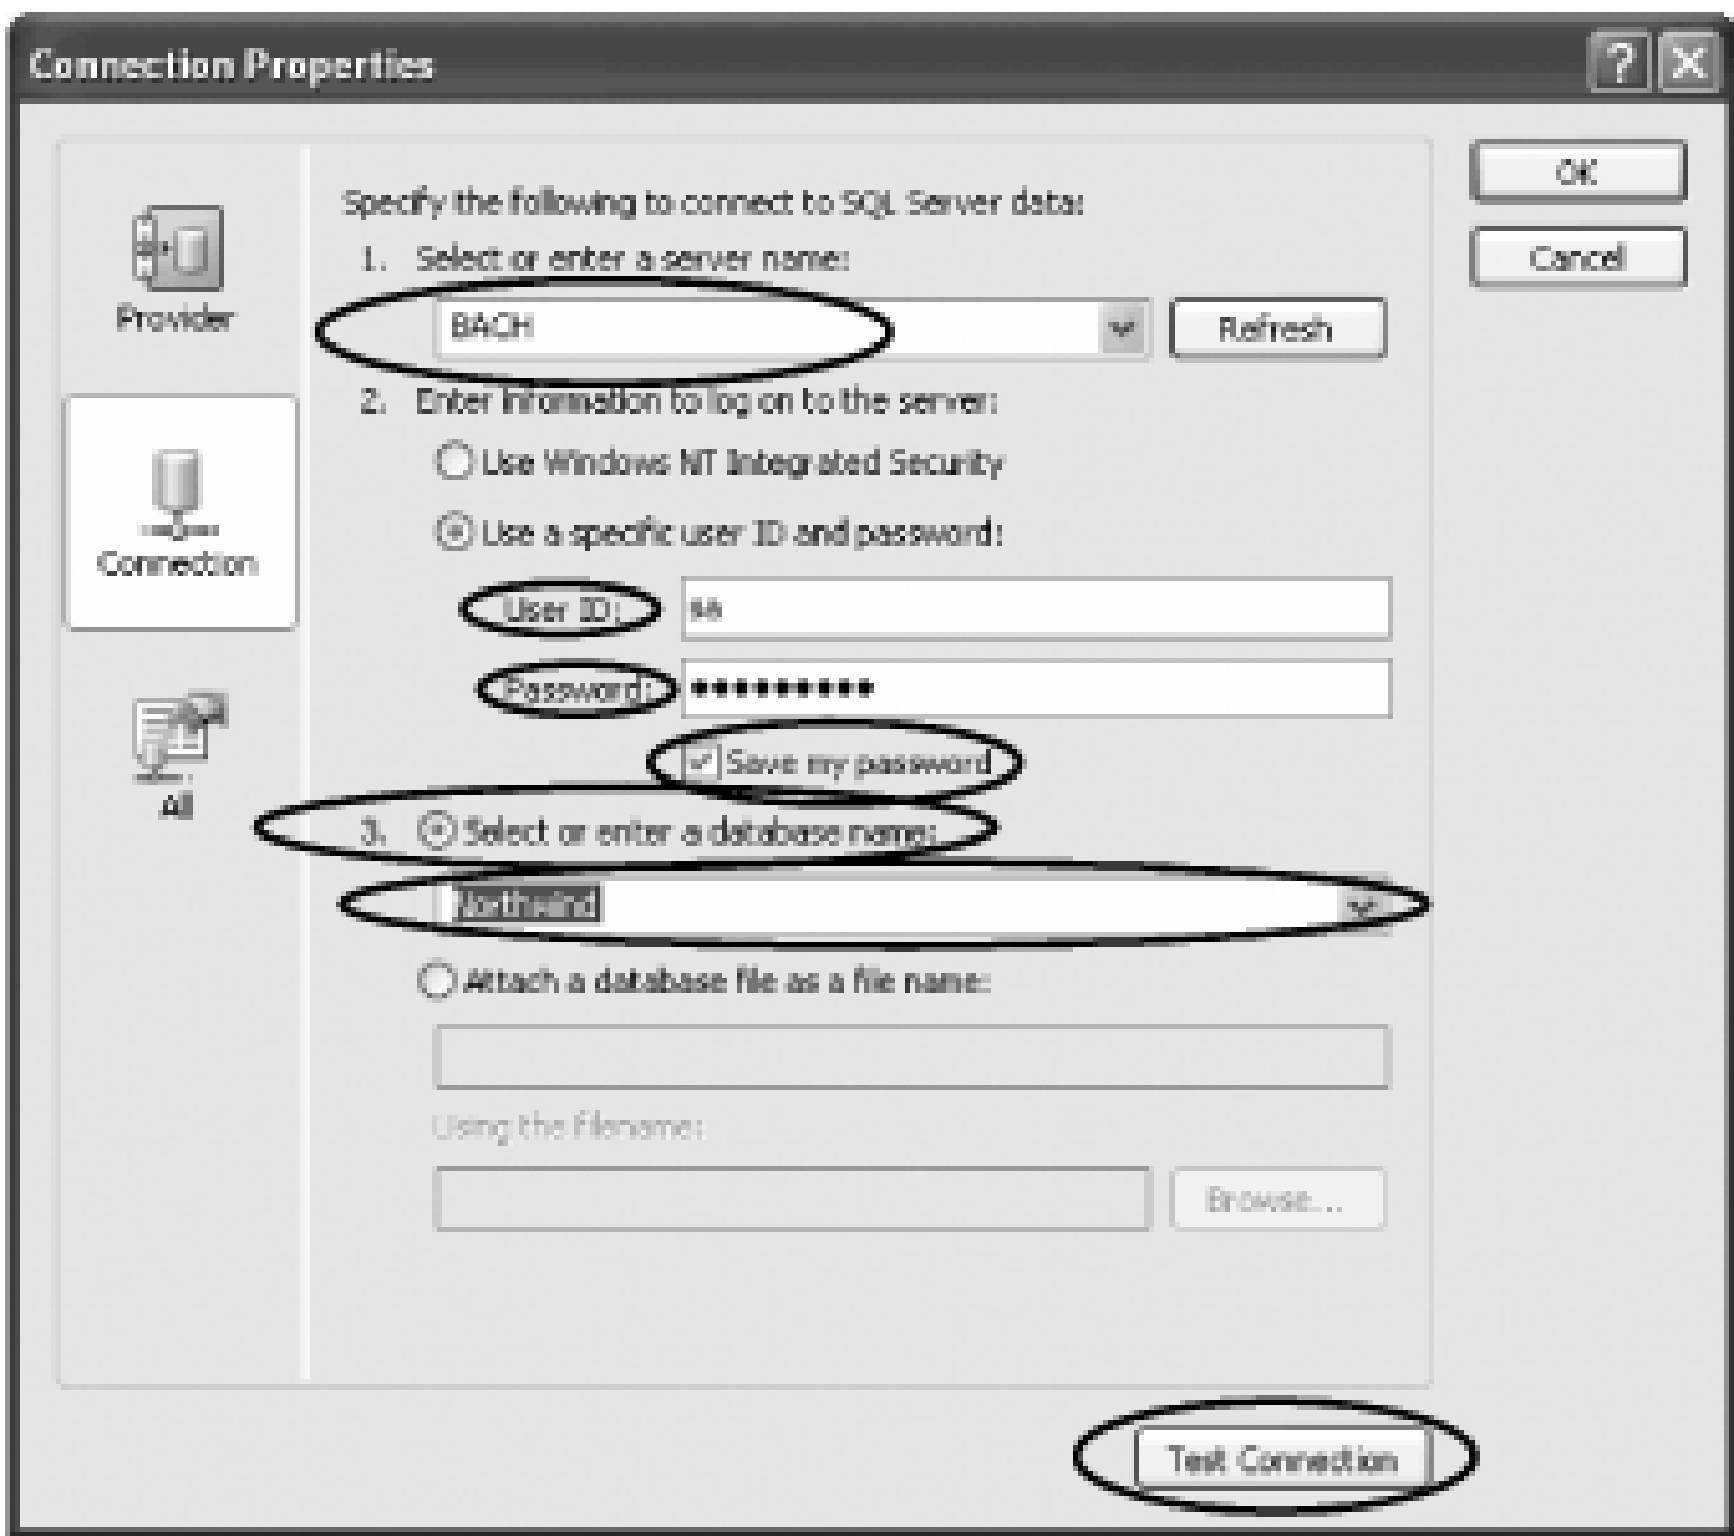 Connection Properties
OK
Cancel
Provider
Connection
All
Specify the following to connect to SQL Server data:
1. Select or enter a server name:
BACH
Refresh
2. Enter information to log on to the server:
Use Windows NT Integrated Security
Use a specific user ID and password:
User ID: sa
Password: •••••••••
Save my password
3. Select or enter a database name:
Northwind
Attach a database file as a file name:
Using the filename:
Browse...
Test Connection